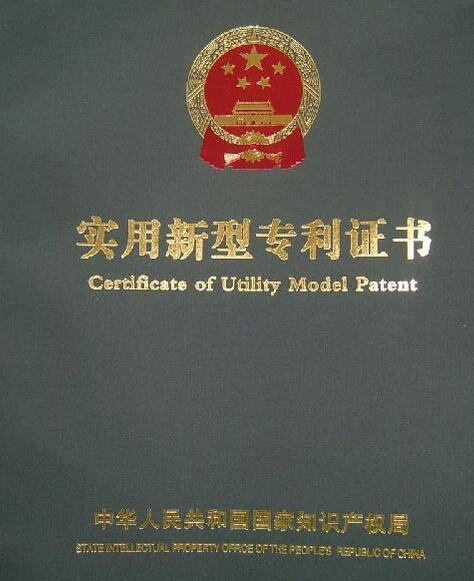 实用新型专利证书
Certificate of Utility Model Patent
中华人民共和国国家知识产权局
STATE INTELLECTUAL PROPERTY OFFICE OF THE PEOPLE'S REPUBLIC OF CHINA